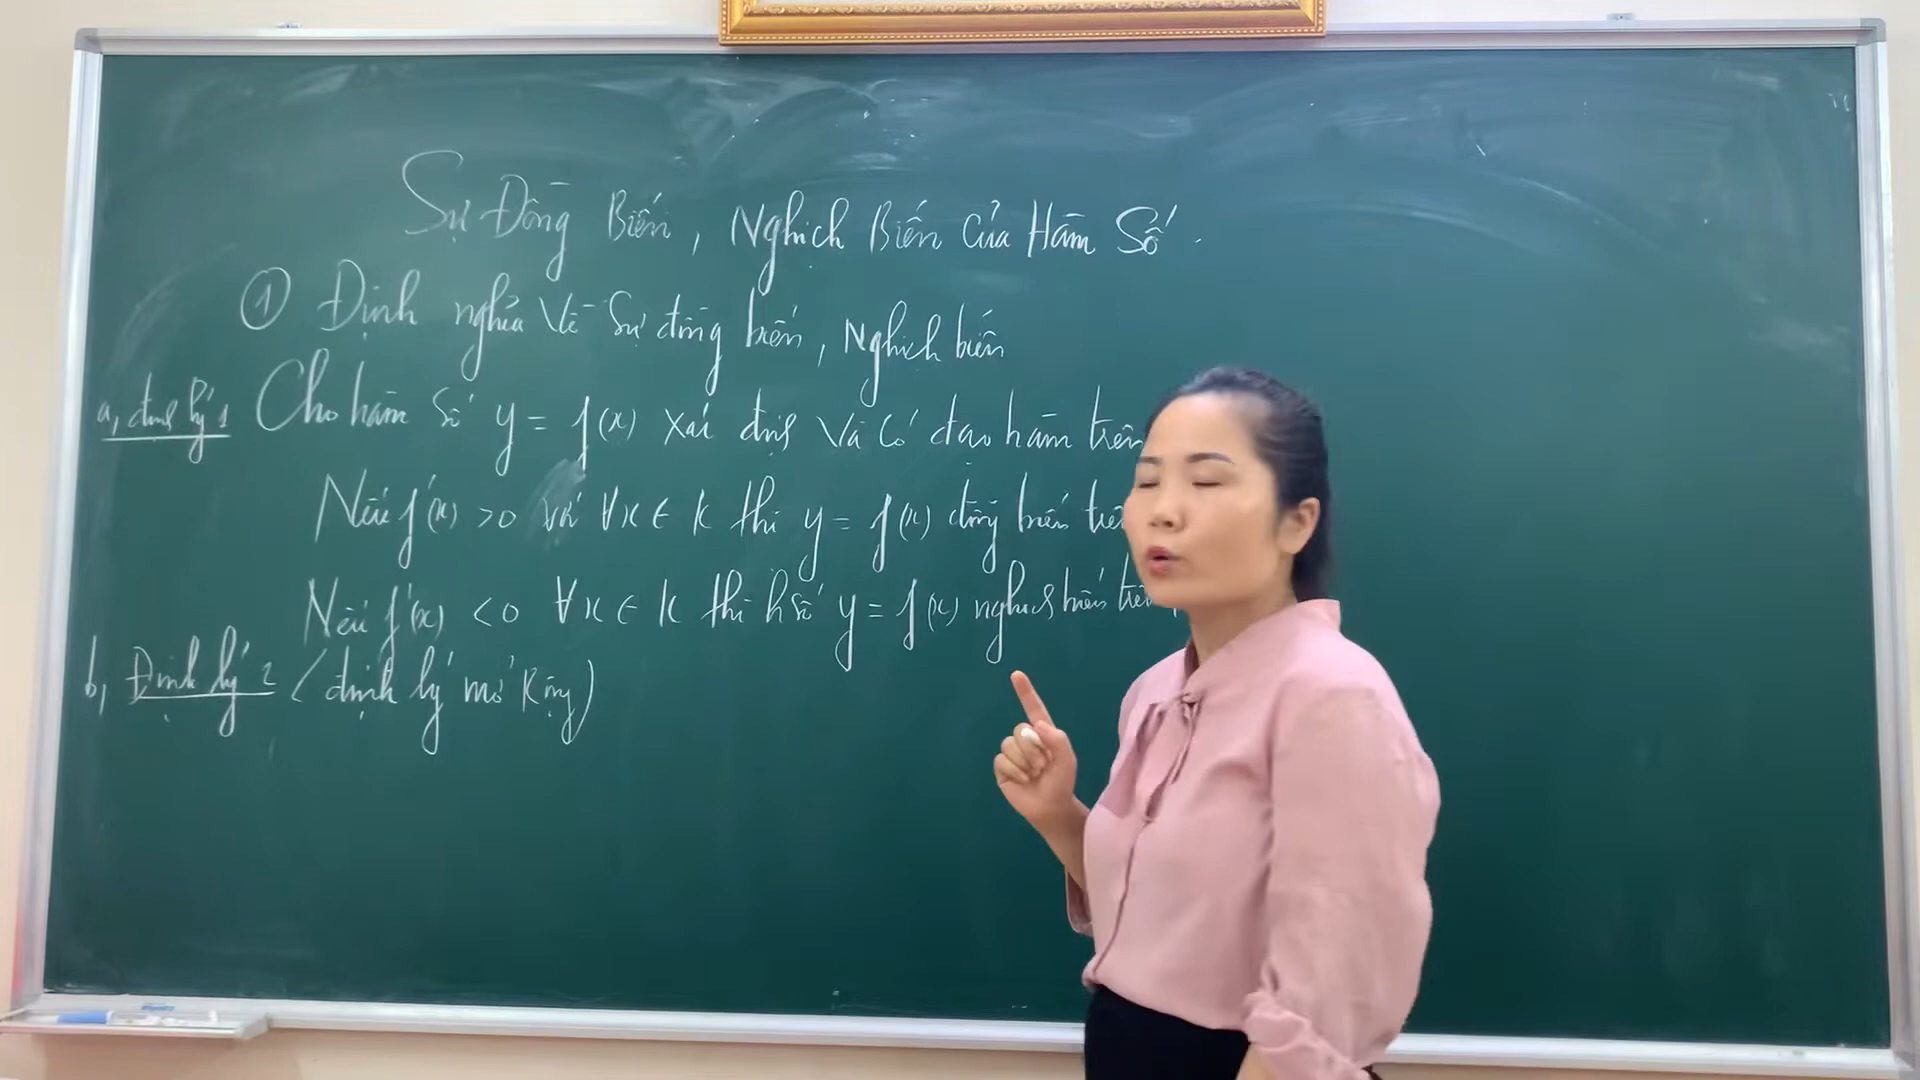 Sự Đồng Biến, Nghịch Biến Của Hàm Số.
① Định nghĩa Về Sự đồng biến, Nghịch biến
a, định lý 1 Cho hàm số y = f(x) xác định và có đạo hàm trên
Nếu f'(x) >0 với ∀x ∈ K thì y = f(x) đồng biến trên
Nếu f'(x) <0 ∀x ∈ K thì h số y = f(x) nghịch biến trên
b, Định lý 2 (định lý mở Rộng)